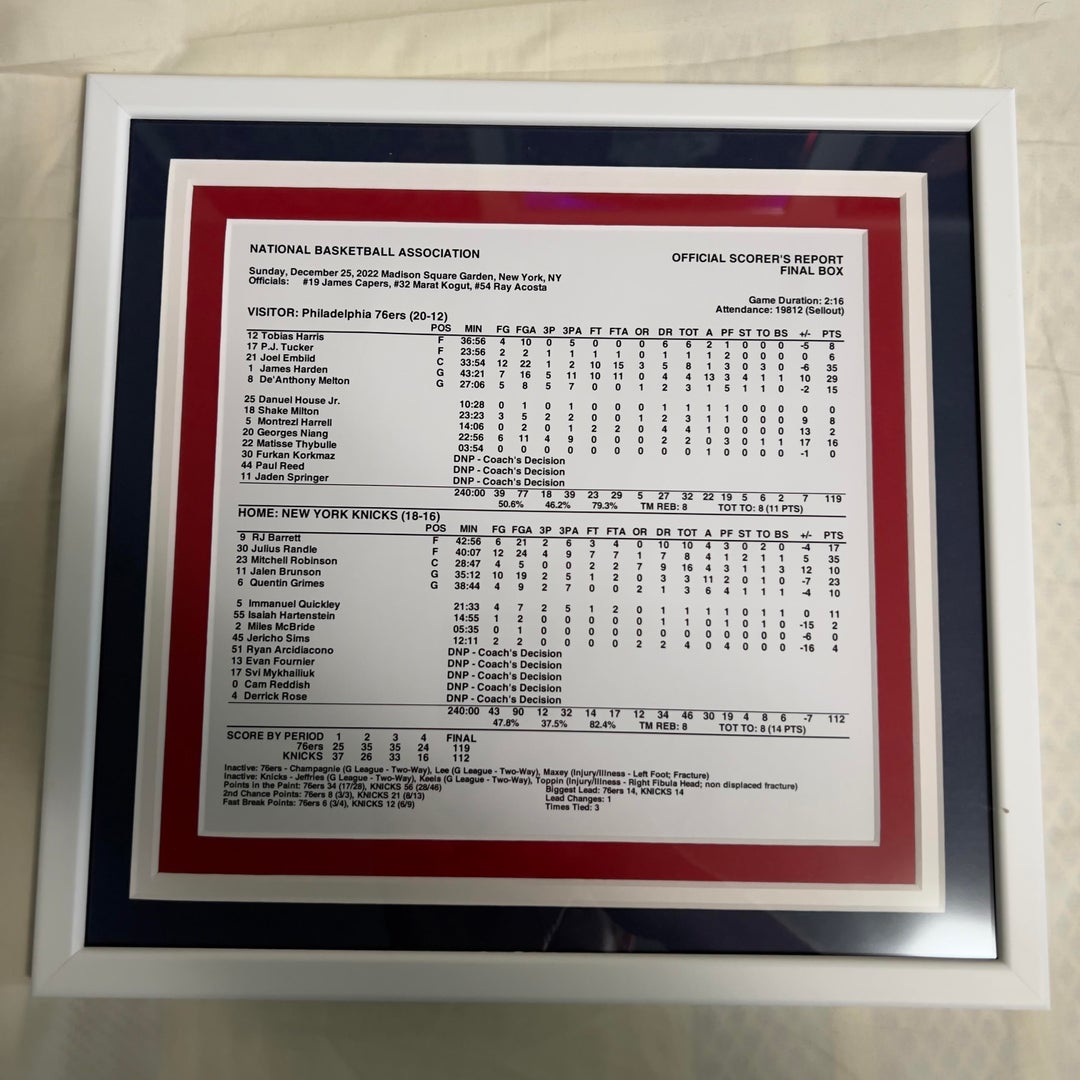 NATIONAL BASKETBALL ASSOCIATION
OFFICIAL SCORER'S REPORT
FINAL BOX
Sunday, December 25, 2022 Madison Square Garden, New York, NY
Officials: #19 James Capers, #32 Marat Kogut, #54 Ray Acosta
Game Duration: 2:16
Attendance: 19812 (Sellout)
VISITOR: Philadelphia 76ers (20-12)
POS MIN FG FGA 3P 3PA FT FTA OR DR TOT A PF ST TO BS +/- PTS
12 Tobias Harris F 36:56 4 10 0 5 0 0 0 6 6 2 1 0 0 0 -5 8
17 P.J. Tucker F 23:56 2 2 1 1 1 1 0 1 1 1 2 0 0 0 0 6
21 Joel Embiid C 33:54 12 22 1 2 10 15 3 5 8 1 3 0 3 0 -6 35
1 James Harden G 43:21 7 16 5 11 10 11 0 4 4 13 3 4 1 1 10 29
8 De'Anthony Melton G 27:06 5 8 5 7 0 0 1 2 3 1 5 1 1 0 -2 15
25 Danuel House Jr. 10:28 0 1 0 1 0 0 0 1 1 1 1 0 0 0 0 0
18 Shake Milton 23:23 3 5 2 2 0 0 1 2 3 1 1 0 0 0 9 8
5 Montrezl Harrell 14:06 0 2 0 1 2 2 0 4 4 1 0 0 0 0 13 2
20 Georges Niang 22:56 6 11 4 9 0 0 0 2 2 0 3 0 1 1 17 16
22 Matisse Thybulle 03:54 0 0 0 0 0 0 0 0 0 1 0 0 0 0 -1 0
30 Furkan Korkmaz DNP - Coach's Decision
44 Paul Reed DNP - Coach's Decision
11 Jaden Springer DNP - Coach's Decision
240:00 39 77 18 39 23 29 5 27 32 22 19 5 6 2 7 119
50.6% 46.2% 79.3% TM REB: 8 TOT TO: 8 (11 PTS)
HOME: NEW YORK KNICKS (18-16)
POS MIN FG FGA 3P 3PA FT FTA OR DR TOT A PF ST TO BS +/- PTS
9 RJ Barrett F 42:56 6 21 2 6 3 4 0 10 10 4 3 0 2 0 -4 17
30 Julius Randle F 40:07 12 24 4 9 7 7 1 7 8 4 1 2 1 1 5 35
23 Mitchell Robinson C 28:47 4 5 0 0 2 2 7 9 16 4 3 1 1 3 12 10
11 Jalen Brunson G 35:12 10 19 2 5 1 2 0 3 3 11 2 0 1 0 -7 23
6 Quentin Grimes G 38:44 4 9 2 7 0 0 2 1 3 6 4 1 1 1 -4 10
5 Immanuel Quickley 21:33 4 7 2 5 1 2 0 1 1 1 1 0 1 1 0 11
55 Isaiah Hartenstein 14:55 1 2 0 0 0 0 0 1 1 0 1 0 1 0 -15 2
2 Miles McBride 05:35 0 1 0 0 0 0 0 0 0 0 0 0 0 0 -6 0
45 Jericho Sims 12:11 2 2 0 0 0 0 2 2 4 0 4 0 0 0 -16 4
51 Ryan Arcidiacono DNP - Coach's Decision
13 Evan Fournier DNP - Coach's Decision
17 Svi Mykhailiuk DNP - Coach's Decision
0 Cam Reddish DNP - Coach's Decision
4 Derrick Rose DNP - Coach's Decision
240:00 43 90 12 32 14 17 12 34 46 30 19 4 8 6 -7 112
47.8% 37.5% 82.4% TM REB: 8 TOT TO: 8 (14 PTS)
SCORE BY PERIOD 1 2 3 4 FINAL
76ers 25 35 35 24 119
KNICKS 37 26 33 16 112
Inactive: 76ers - Champagnie (G League - Two-Way), Lee (G League - Two-Way), Maxey (Injury/Illness - Left Foot; Fracture)
Inactive: Knicks - Jeffries (G League - Two-Way), Keels (G League - Two-Way), Toppin (Injury/Illness - Right Fibula Head; non displaced fracture)
Points in the Paint: 76ers 34 (17/28), KNICKS 56 (28/46)
Biggest Lead: 76ers 14, KNICKS 14
2nd Chance Points: 76ers 8 (3/3), KNICKS 21 (8/13)
Lead Changes: 1
Fast Break Points: 76ers 6 (3/4), KNICKS 12 (6/9)
Times Tied: 3